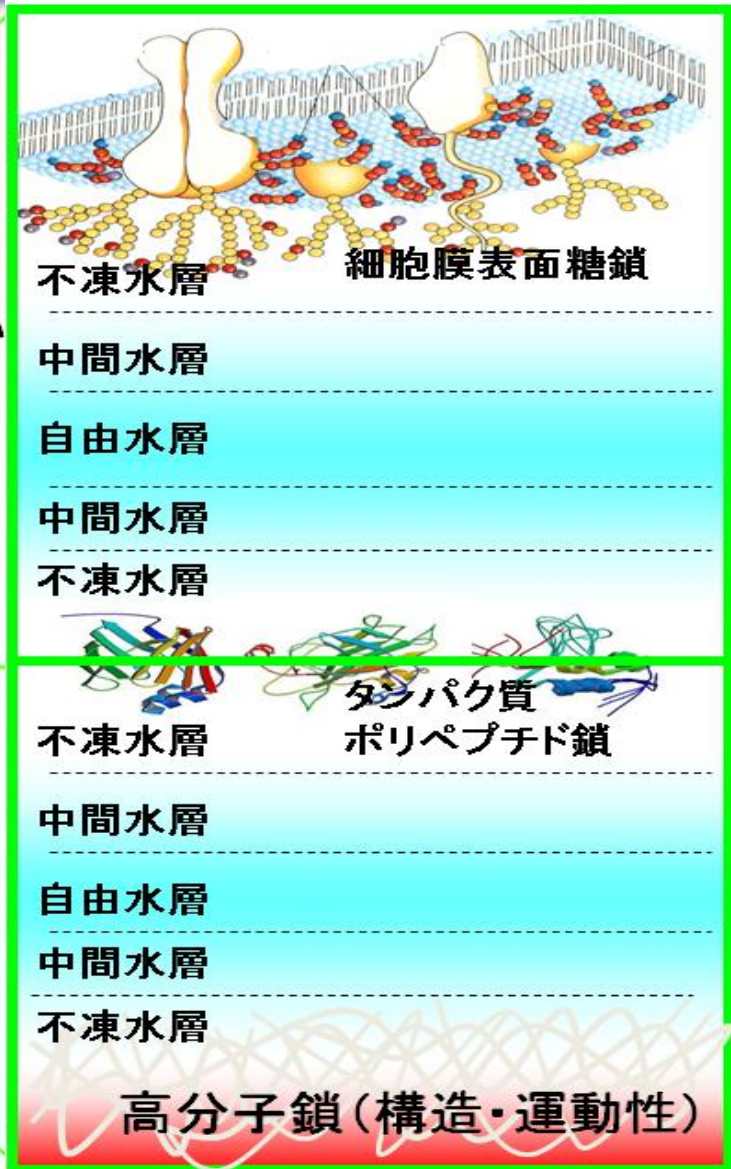 細胞膜表面糖鎖
不凍水層
中間水層
自由水層
中間水層
不凍水層
タンパク質
ポリペプチド鎖
不凍水層
中間水層
自由水層
中間水層
不凍水層
高分子鎖(構造・運動性)